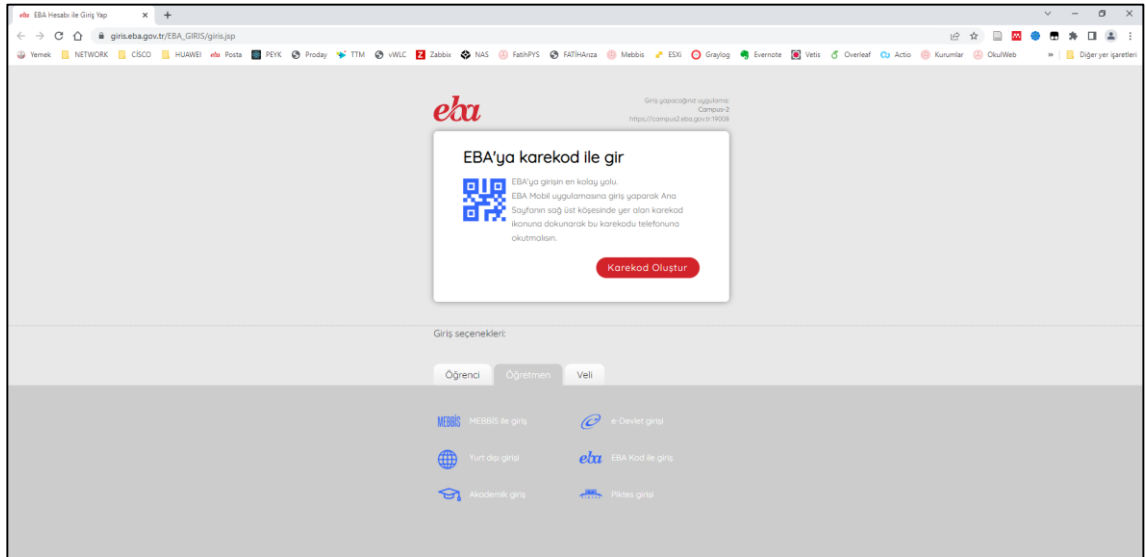 eba EBA Hesabı ile Giriş Yap
giris.eba.gov.tr/EBA_GIRIS/giris.jsp
Yemek NETWORK CİSCO HUAWEI eba Posta PEYK Proday TTM vWLC Zabbix NAS FatihPYS FATİHArıza Mebbis ESXi Graylog Evernote Vetis Overleaf Actio Kurumlar OkulWeb » Diğer yer işaretleri
eba
Giriş yapacağınız uygulama:
Campus-2
https://campus2.eba.gov.tr:19008
EBA'ya karekod ile gir
EBA'ya girişin en kolay yolu.
EBA Mobil uygulamasına giriş yaparak Ana
Sayfanın sağ üst köşesinde yer alan karekod
ikonuna dokunarak bu karekodu telefonuna
okutmalısın.
Karekod Oluştur
Giriş seçenekleri:
Öğrenci Öğretmen Veli
MEBBİS MEBBİS ile giriş e-Devlet girişi
Yurt dışı girişi eba EBA Kod ile giriş
Akademik giriş Piktes girişi